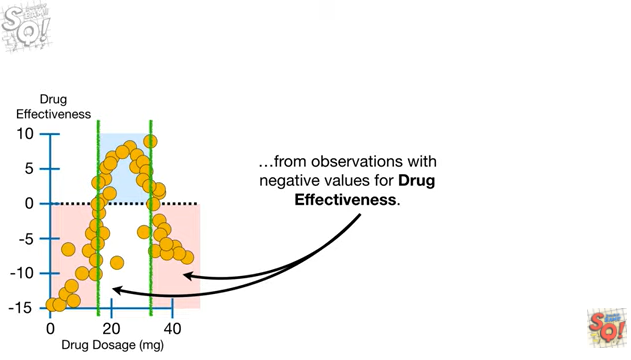 S
Q!
Drug
Effectiveness
…from observations with
negative values for Drug
Effectiveness.
10
5
0
-5
-10
-15
0
20
40
Drug Dosage (mg)
S
Q!